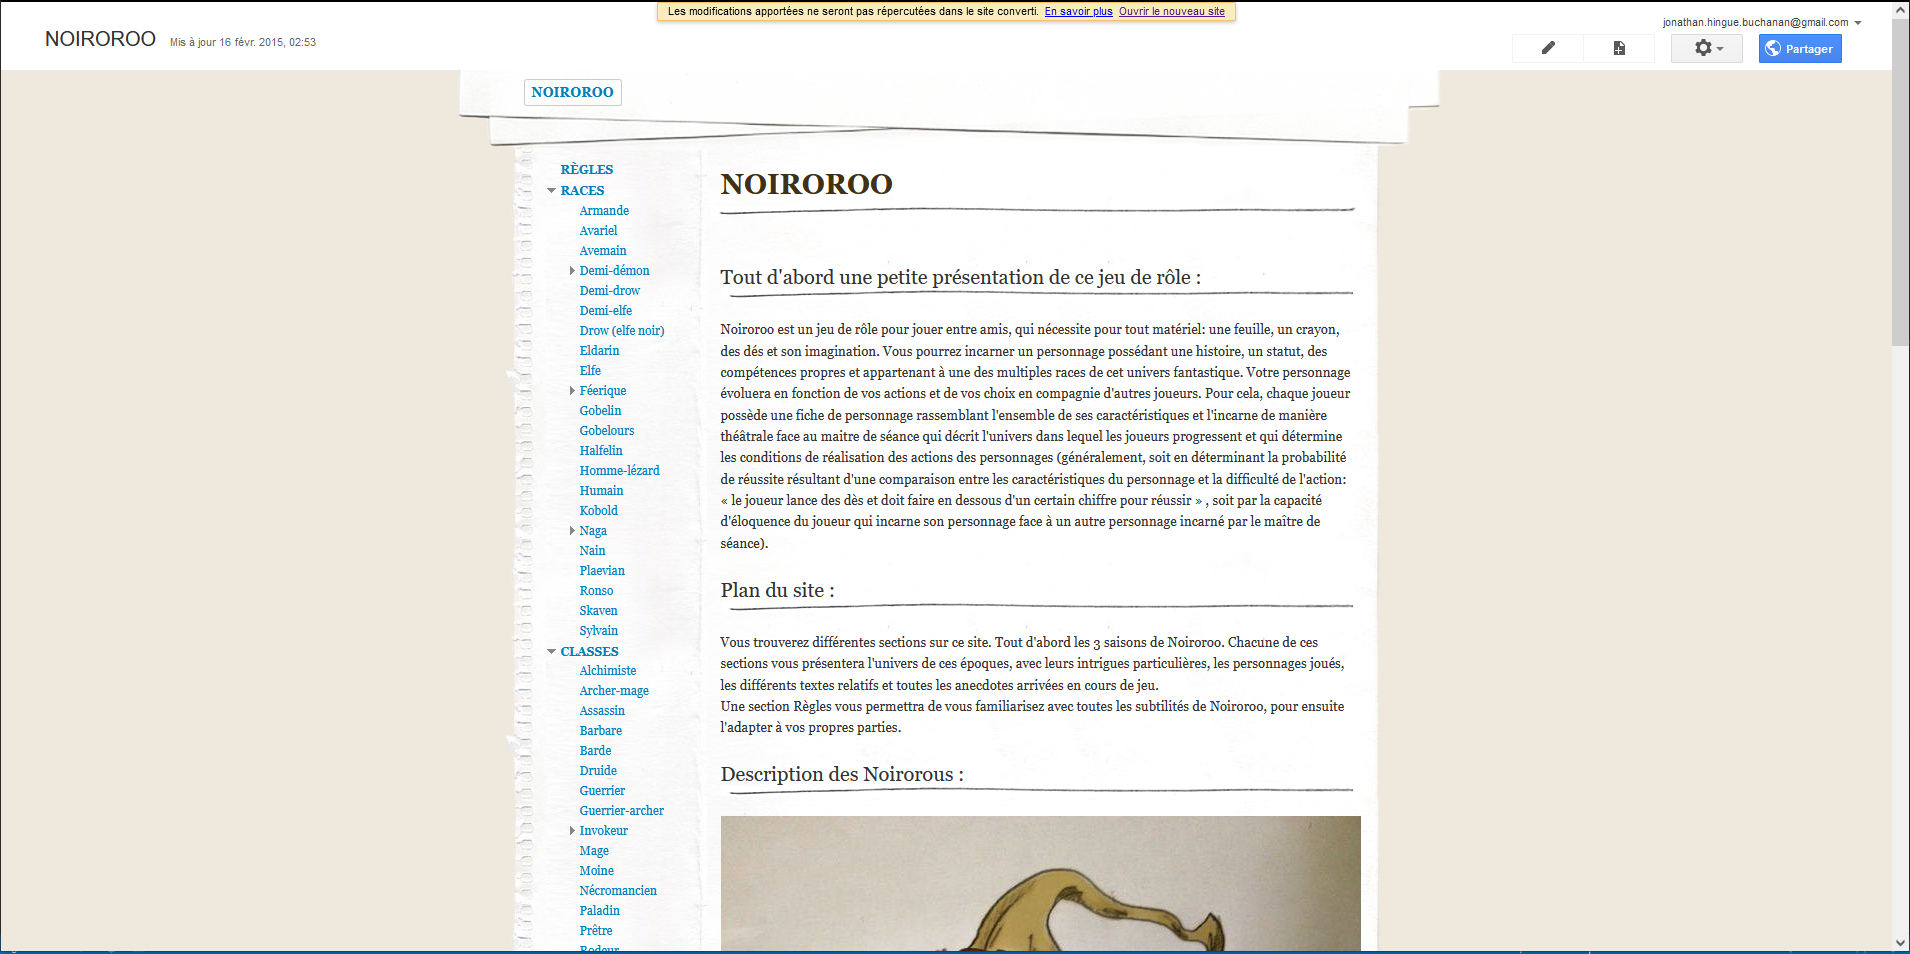 Les modifications apportées ne seront pas répercutées dans le site converti. En savoir plus Ouvrir le nouveau site
jonathan.hingue.buchanan@gmail.com
NOIROROO Mis à jour 16 févr. 2015, 02:53
Partager
NOIROROO
RÈGLES
RACES
Armande
Avariel
Avemain
Demi-démon
Demi-drow
Demi-elfe
Drow (elfe noir)
Eldarin
Elfe
Féerique
Gobelin
Gobelours
Halfelin
Homme-lézard
Humain
Kobold
Naga
Nain
Plaevian
Ronso
Skaven
Sylvain
CLASSES
Alchimiste
Archer-mage
Assassin
Barbare
Barde
Druide
Guerrier
Guerrier-archer
Invokeur
Mage
Moine
Nécromancien
Paladin
Prêtre
Rodeur
NOIROROO
Tout d'abord une petite présentation de ce jeu de rôle :
Noiroroo est un jeu de rôle pour jouer entre amis, qui nécessite pour tout matériel: une feuille, un crayon,
des dés et son imagination. Vous pourrez incarner un personnage possédant une histoire, un statut, des
compétences propres et appartenant à une des multiples races de cet univers fantastique. Votre personnage
évoluera en fonction de vos actions et de vos choix en compagnie d'autres joueurs. Pour cela, chaque joueur
possède une fiche de personnage rassemblant l'ensemble de ses caractéristiques et l'incarne de manière
théâtrale face au maitre de séance qui décrit l'univers dans lequel les joueurs progressent et qui détermine
les conditions de réalisation des actions des personnages (généralement, soit en déterminant la probabilité
de réussite résultant d'une comparaison entre les caractéristiques du personnage et la difficulté de l'action:
« le joueur lance des dès et doit faire en dessous d'un certain chiffre pour réussir » , soit par la capacité
d'éloquence du joueur qui incarne son personnage face à un autre personnage incarné par le maître de
séance).
Plan du site :
Vous trouverez différentes sections sur ce site. Tout d'abord les 3 saisons de Noiroroo. Chacune de ces
sections vous présentera l'univers de ces époques, avec leurs intrigues particulières, les personnages joués,
les différents textes relatifs et toutes les anecdotes arrivées en cours de jeu.
Une section Règles vous permettra de vous familiarisez avec toutes les subtilités de Noiroroo, pour ensuite
l'adapter à vos propres parties.
Description des Noirorous :